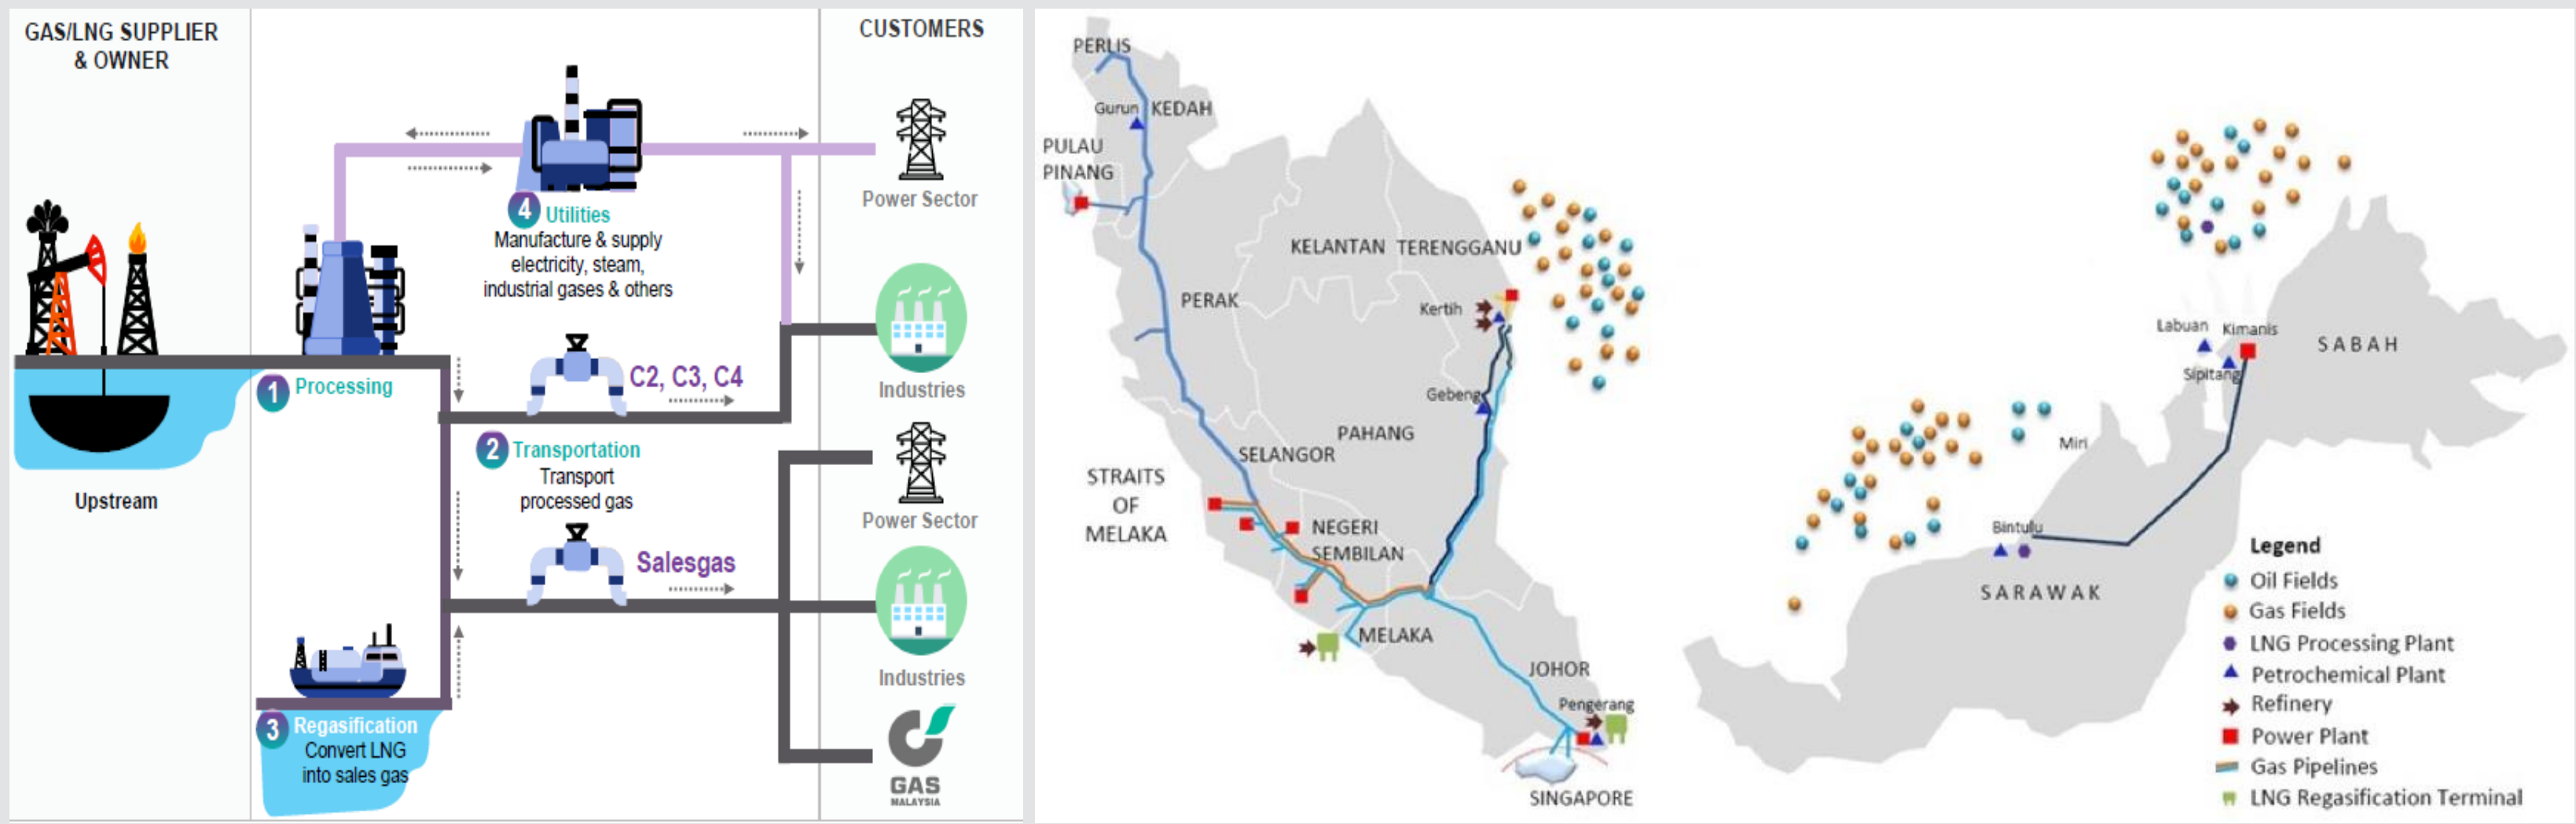 GAS/LNG SUPPLIER
& OWNER
CUSTOMERS
4 Utilities
Manufacture & supply
electricity, steam,
industrial gases & others
Power Sector
1 Processing
C2, C3, C4
Industries
2 Transportation
Transport
processed gas
Power Sector
Upstream
Salesgas
Industries
3 Regasification
Convert LNG
into sales gas
GAS
MALAYSIA
PERLIS
Gurun
KEDAH
PULAU
PINANG
KELANTAN
TERENGGANU
PERAK
Kertih
Gebeng
PAHANG
SELANGOR
STRAITS
OF
MELAKA
NEGERI
SEMBILAN
MELAKA
JOHOR
Pengerang
SINGAPORE
Labuan
Kimanis
SABAH
Sipitang
Miri
Bintulu
SARAWAK
Legend
Oil Fields
Gas Fields
LNG Processing Plant
Petrochemical Plant
Refinery
Power Plant
Gas Pipelines
LNG Regasification Terminal